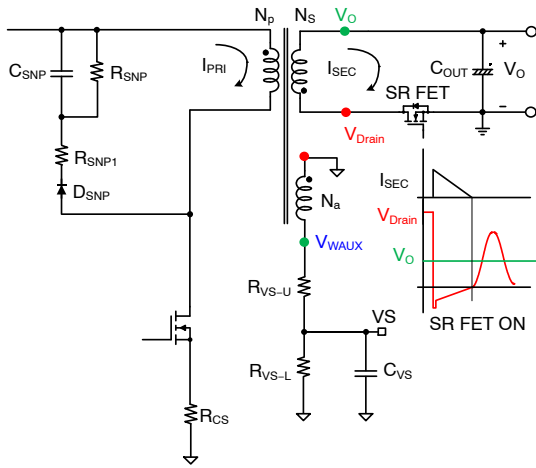 Np NS VO
CSNP RSNP IPRI ISEC COUT + VO −
SR FET
VDrain
RSNP1
DSNP
Na
VWAUX
ISEC
VDrain
VO
SR FET ON
RVS–U
VS
RVS–L
CVS
RCS